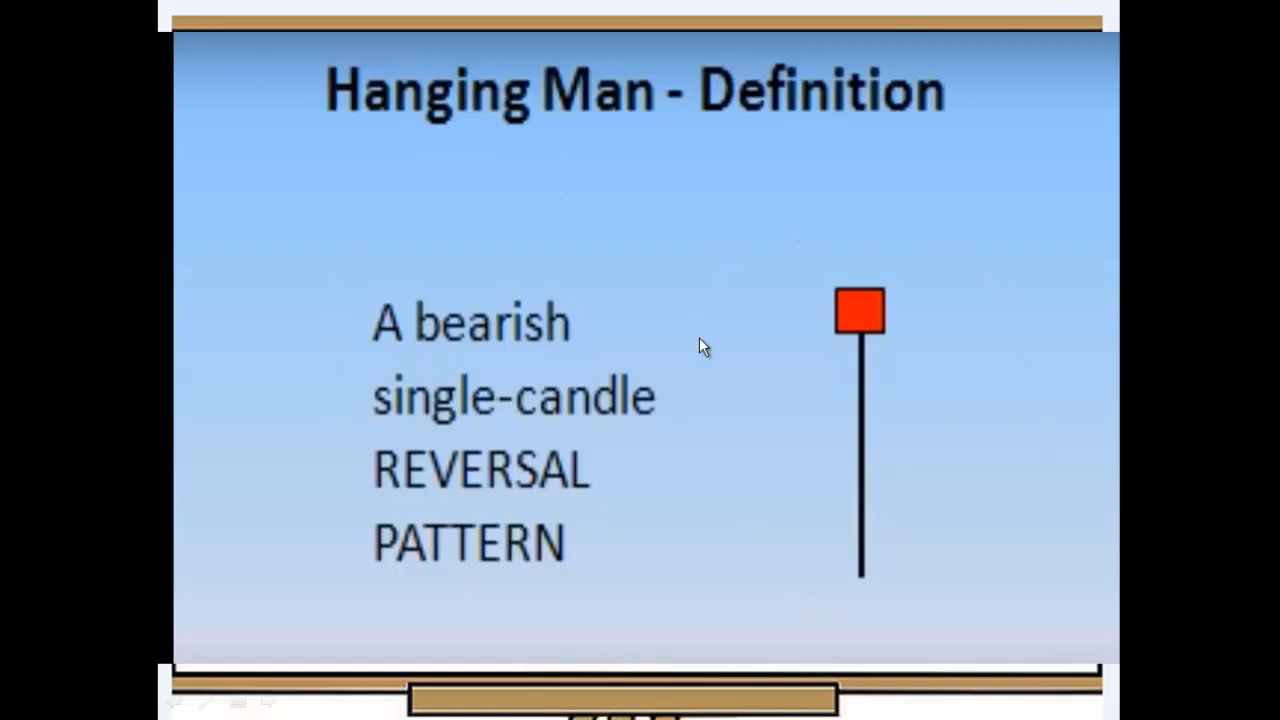 Hanging Man - Definition
A bearish
single-candle
REVERSAL
PATTERN